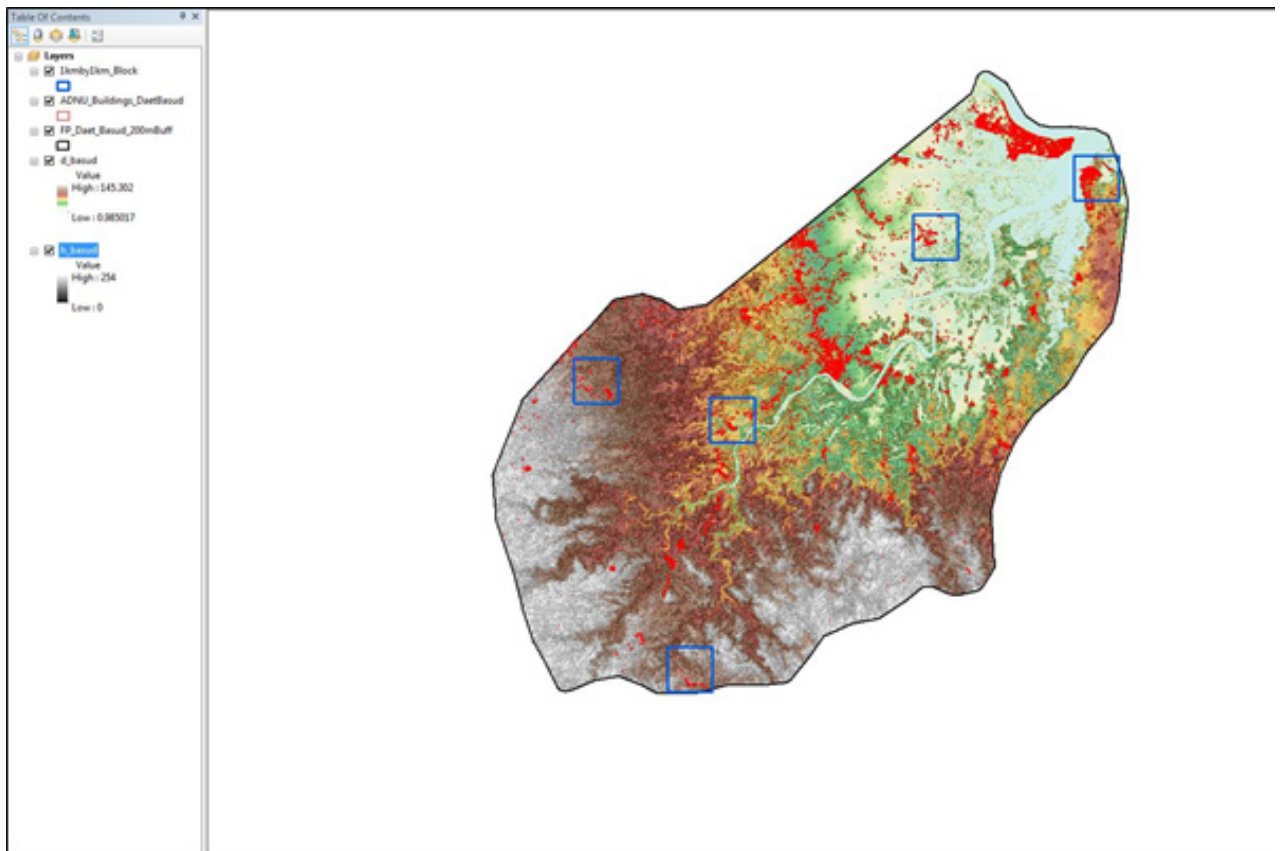 Table Of Contents
Layers
1kmby1km_Block
ADNU_Buildings_DaetBasud
FP_Daet_Basud_200mBuff
d_basud
Value
High : 145.302
Low : 0.985017
h_basud
Value
High : 254
Low : 0